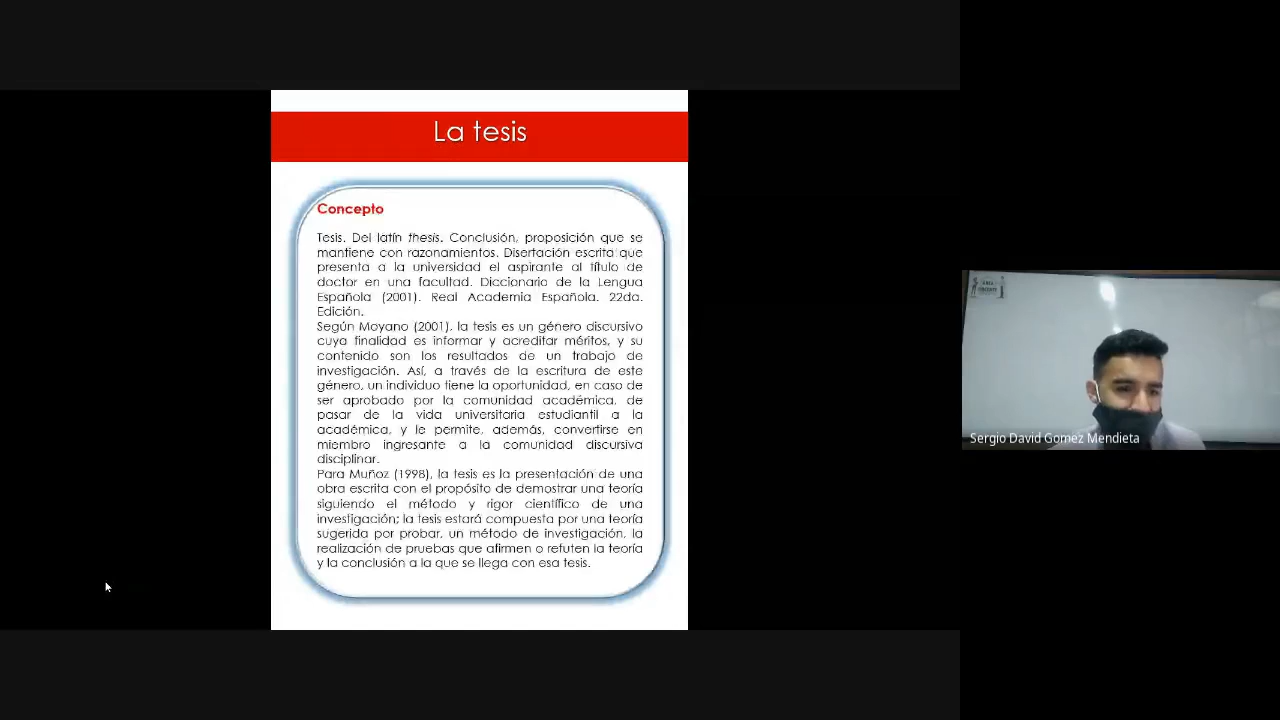 La tesis
Concepto
Tesis. Del latín thesis. Conclusión, proposición que se
mantiene con razonamientos. Disertación escrita que
presenta a la universidad el aspirante al título de
doctor en una facultad. Diccionario de la Lengua
Española (2001). Real Academia Española. 22da.
Edición.
Según Moyano (2001), la tesis es un género discursivo
cuya finalidad es informar y acreditar méritos, y su
contenido son los resultados de un trabajo de
investigación. Así, a través de la escritura de este
género, un individuo tiene la oportunidad, en caso de
ser aprobado por la comunidad académica, de
pasar de la vida universitaria estudiantil a la
académica, y le permite, además, convertirse en
miembro ingresante a la comunidad discursiva
disciplinar.
Para Muñoz (1998), la tesis es la presentación de una
obra escrita con el propósito de demostrar una teoría
siguiendo el método y rigor científico de una
investigación; la tesis estará compuesta por una teoría
sugerida por probar, un método de investigación, la
realización de pruebas que afirmen o refuten la teoría
y la conclusión a la que se llega con esa tesis.
Sergio David Gomez Mendieta